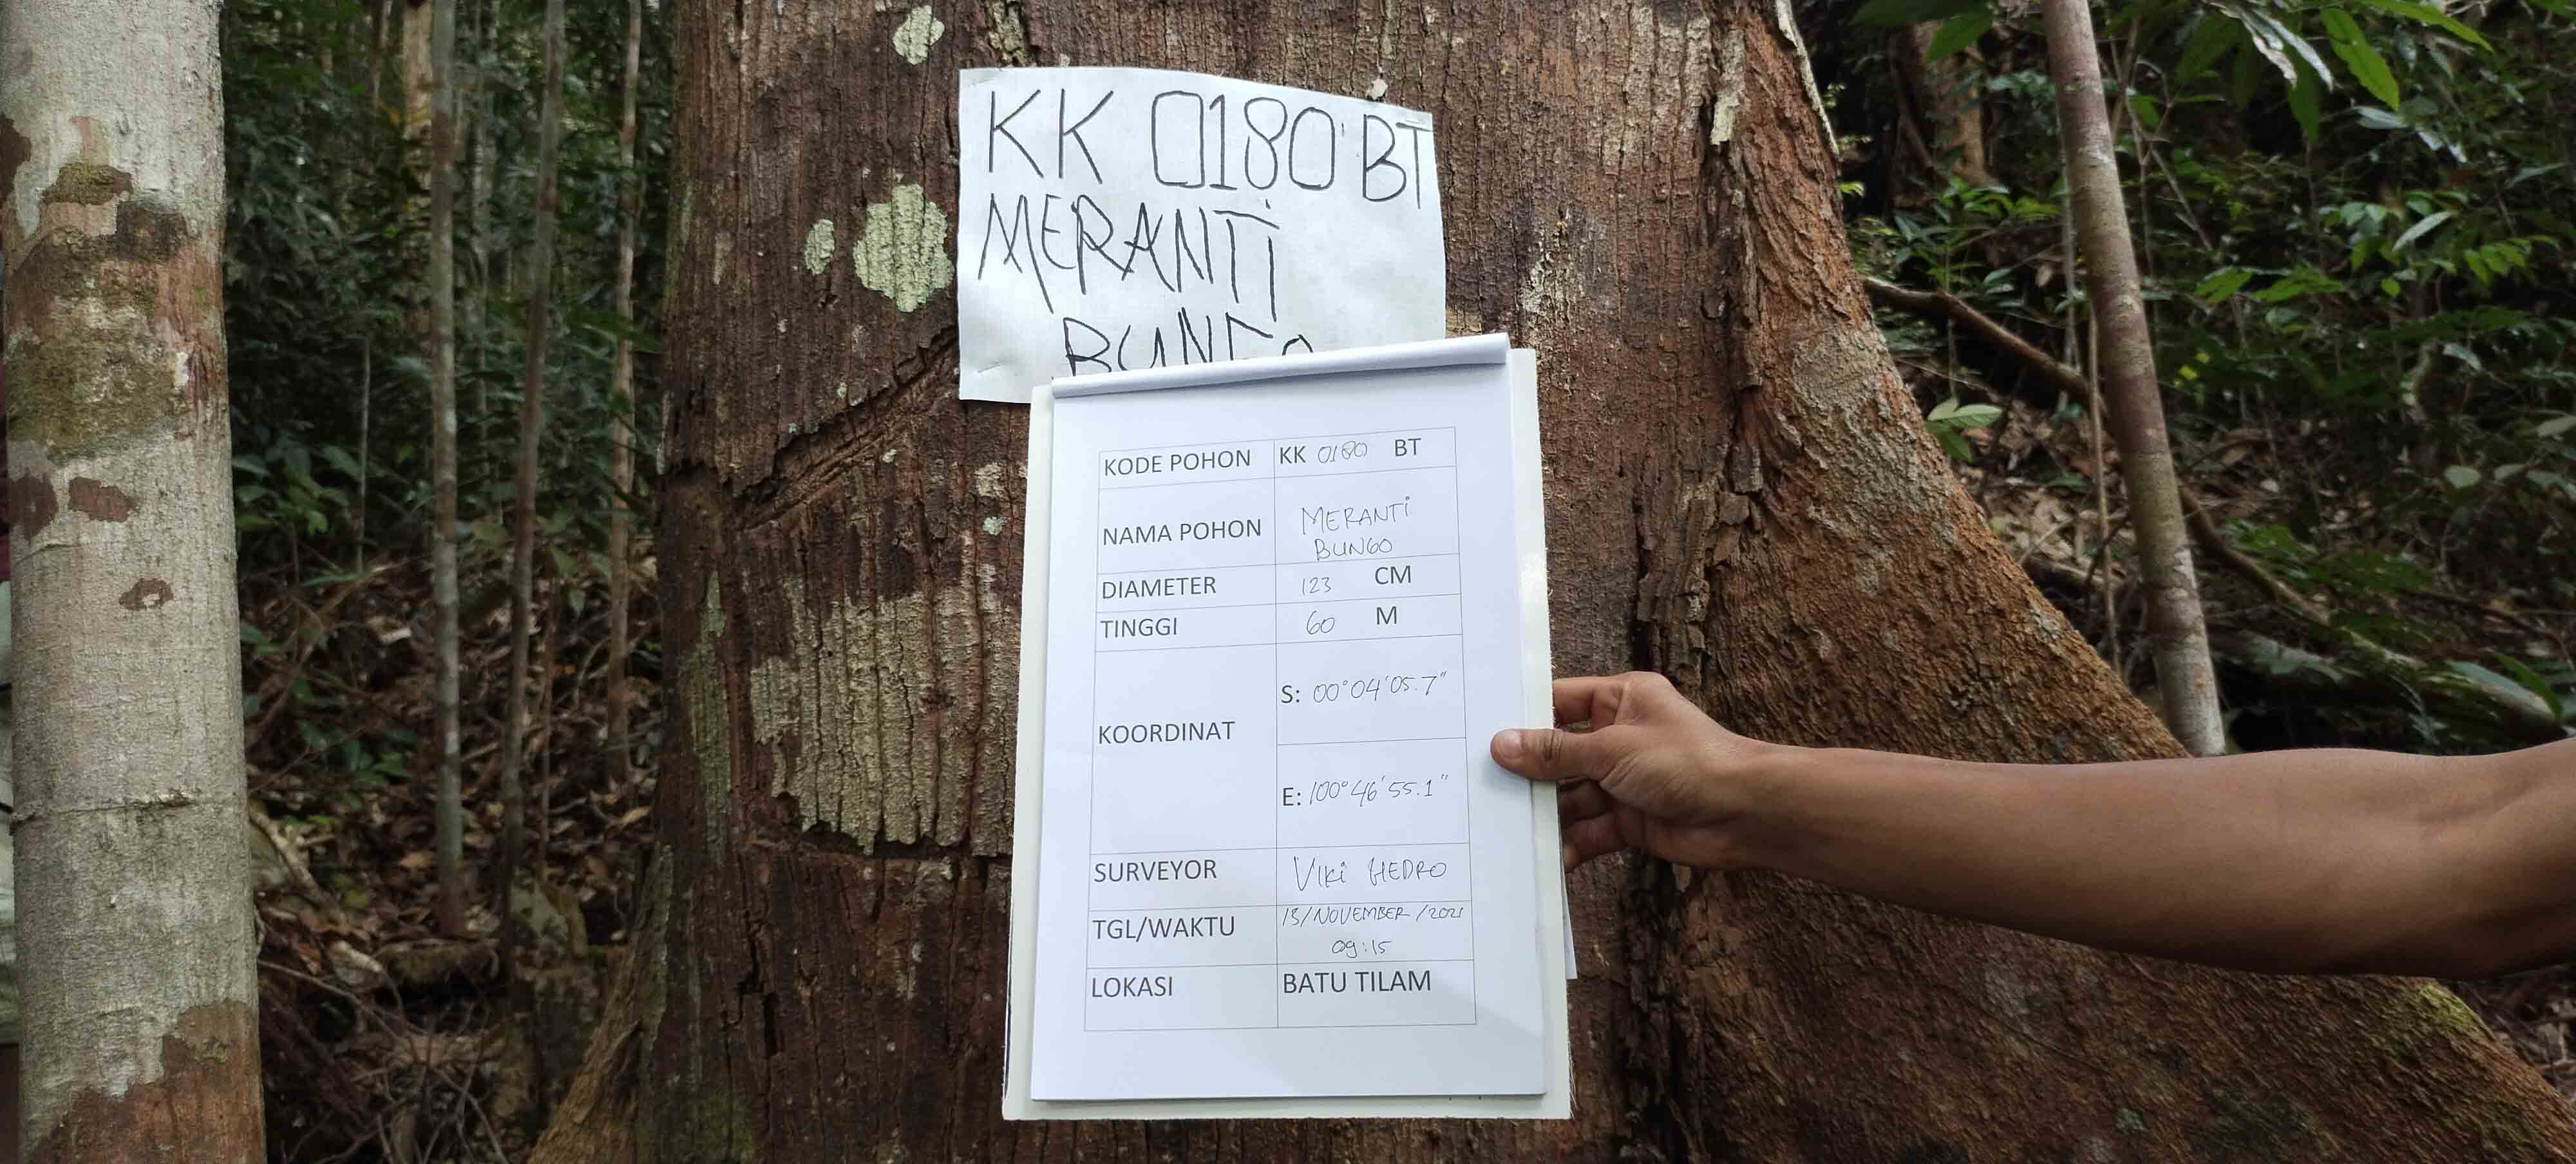 KK 0180 BT
MERANTI
BUNGO
KODE POHON KK 0180 BT
NAMA POHON MERANTI
BUNGO
DIAMETER 123 CM
TINGGI 60 M
KOORDINAT S: 00°04'05.7"
E: 100°46'55.1"
SURVEYOR VIKI HEDRO
TGL/WAKTU 13/NOVEMBER/2021
09:15
LOKASI BATU TILAM